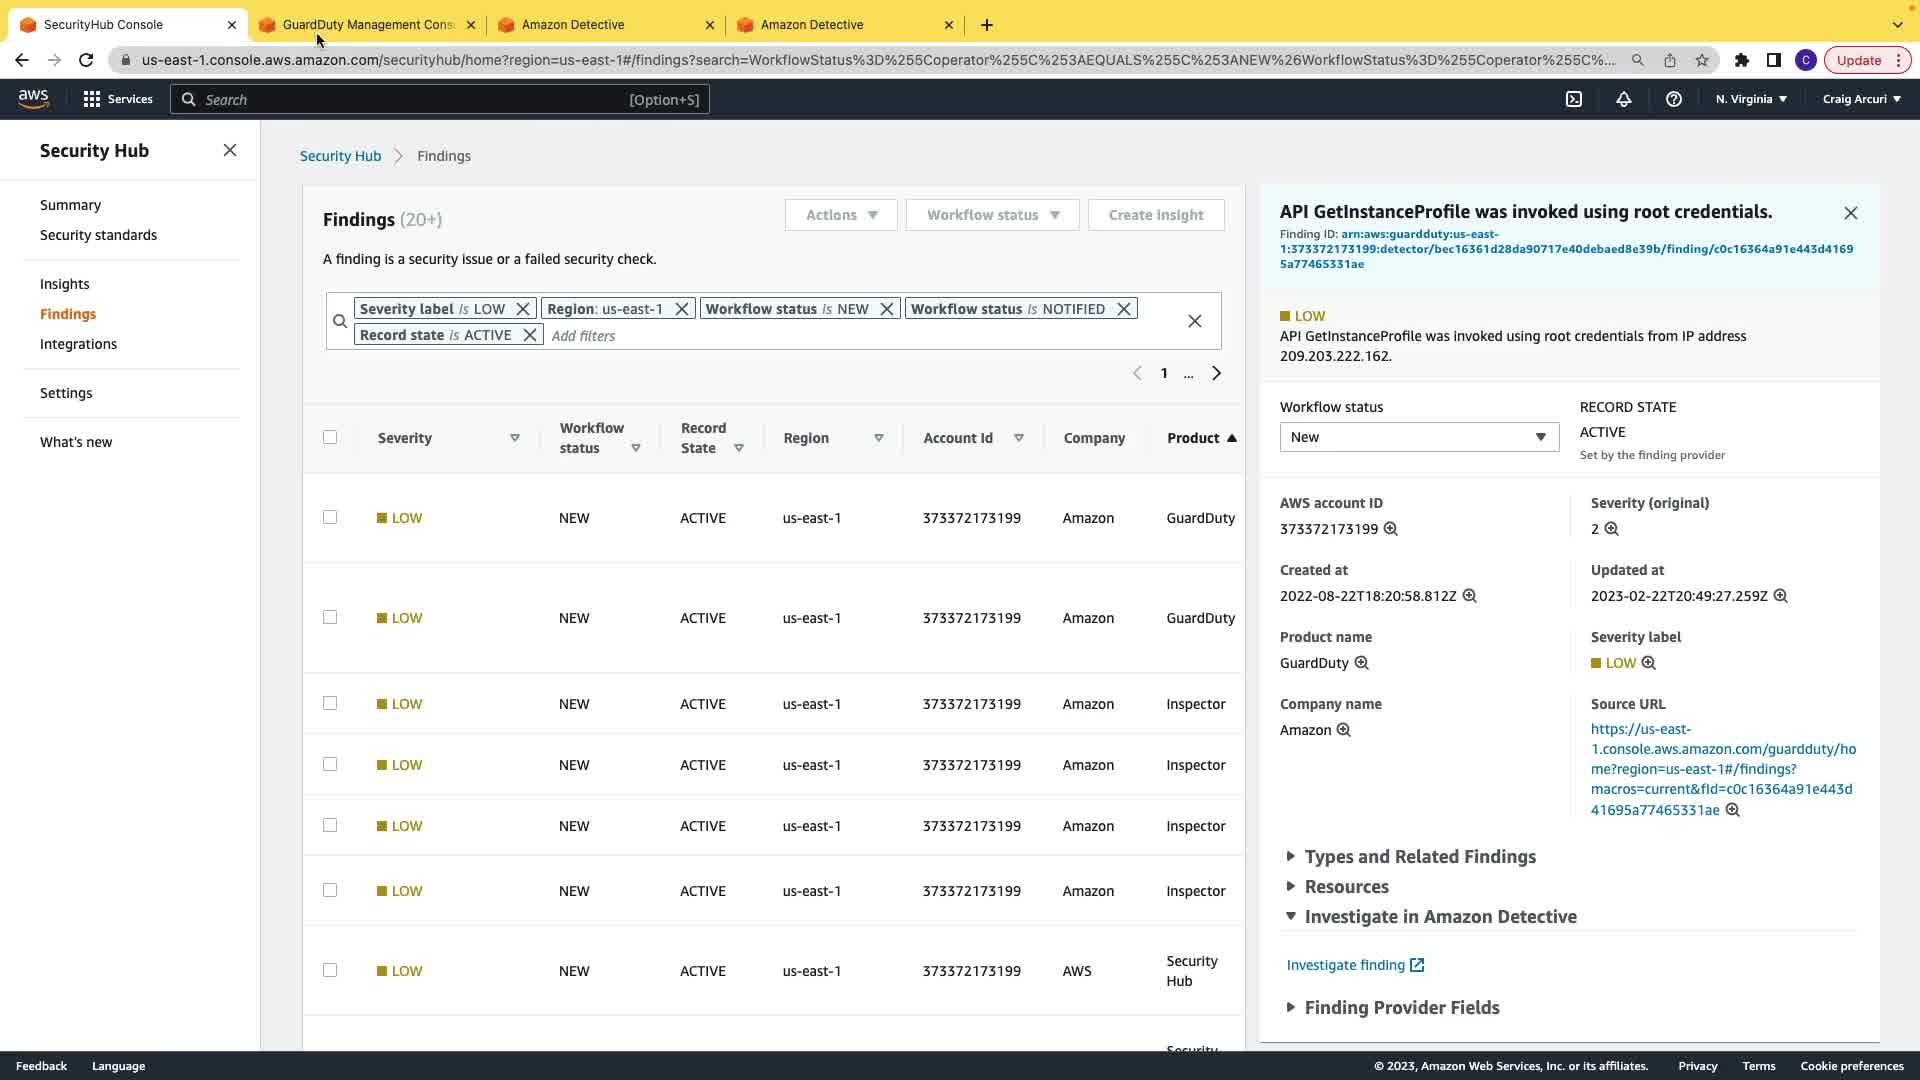 SecurityHub Console
GuardDuty Management Cons
Amazon Detective
Amazon Detective
us-east-1.console.aws.amazon.com/securityhub/home?region=us-east-1#/findings?search=WorkflowStatus%3D%255Coperator%255C%253AEQUALS%255C%253ANEW%26WorkflowStatus%3D%255Coperator%255C%...
C
Update
aws
Services
Search
[Option+S]
N. Virginia
Craig Arcuri
Security Hub
Summary
Security standards
Insights
Findings
Integrations
Settings
What's new
Security Hub
Findings
Findings (20+)
Actions
Workflow status
Create insight
A finding is a security issue or a failed security check.
Severity label is LOW
Region: us-east-1
Workflow status is NEW
Workflow status is NOTIFIED
Record state is ACTIVE
Add filters
1 ...
Severity
Workflow status
Record State
Region
Account Id
Company
Product
LOW NEW ACTIVE us-east-1 373372173199 Amazon GuardDuty
LOW NEW ACTIVE us-east-1 373372173199 Amazon GuardDuty
LOW NEW ACTIVE us-east-1 373372173199 Amazon Inspector
LOW NEW ACTIVE us-east-1 373372173199 Amazon Inspector
LOW NEW ACTIVE us-east-1 373372173199 Amazon Inspector
LOW NEW ACTIVE us-east-1 373372173199 Amazon Inspector
LOW NEW ACTIVE us-east-1 373372173199 AWS Security Hub
Security
API GetInstanceProfile was invoked using root credentials.
Finding ID: arn:aws:guardduty:us-east-
1:373372173199:detector/bec16361d28da90717e40debaed8e39b/finding/c0c16364a91e443d4169
5a77465331ae
LOW
API GetInstanceProfile was invoked using root credentials from IP address
209.203.222.162.
Workflow status
New
RECORD STATE
ACTIVE
Set by the finding provider
AWS account ID
373372173199
Severity (original)
2
Created at
2022-08-22T18:20:58.812Z
Updated at
2023-02-22T20:49:27.259Z
Product name
GuardDuty
Severity label
LOW
Company name
Amazon
Source URL
https://us-east-
1.console.aws.amazon.com/guardduty/ho
me?region=us-east-1#/findings?
macros=current&fId=c0c16364a91e443d
41695a77465331ae
Types and Related Findings
Resources
Investigate in Amazon Detective
Investigate finding
Finding Provider Fields
Feedback
Language
© 2023, Amazon Web Services, Inc. or its affiliates.
Privacy
Terms
Cookie preferences